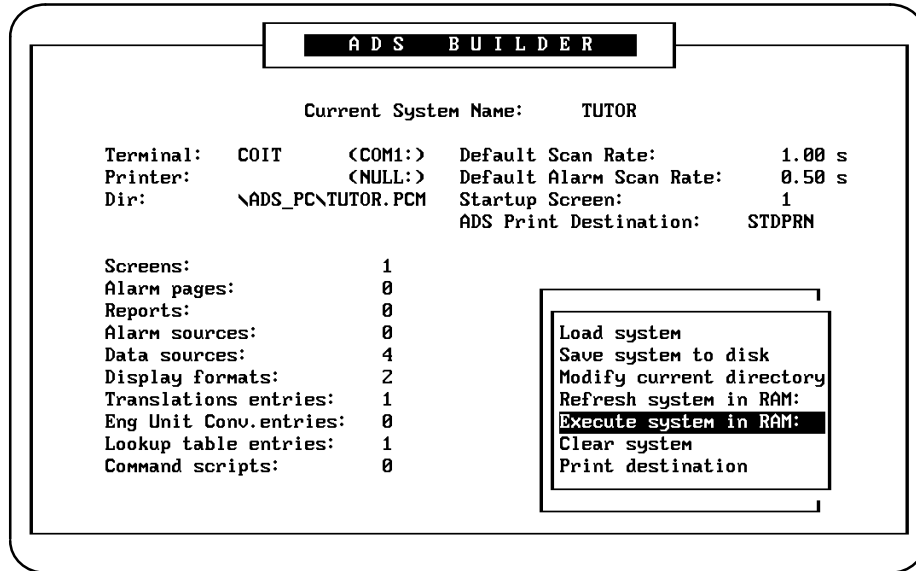 ADS BUILDER
Current System Name: TUTOR
Terminal: COIT (COM1:) Default Scan Rate: 1.00 s
Printer: (NULL:) Default Alarm Scan Rate: 0.50 s
Dir: \ADS_PC\TUTOR.PCM Startup Screen: 1
ADS Print Destination: STDPRN
Screens: 1
Alarm pages: 0
Reports: 0
Alarm sources: 0
Data sources: 4
Display formats: 2
Translations entries: 1
Eng Unit Conv.entries: 0
Lookup table entries: 1
Command scripts: 0
Load system
Save system to disk
Modify current directory
Refresh system in RAM:
Execute system in RAM:
Clear system
Print destination